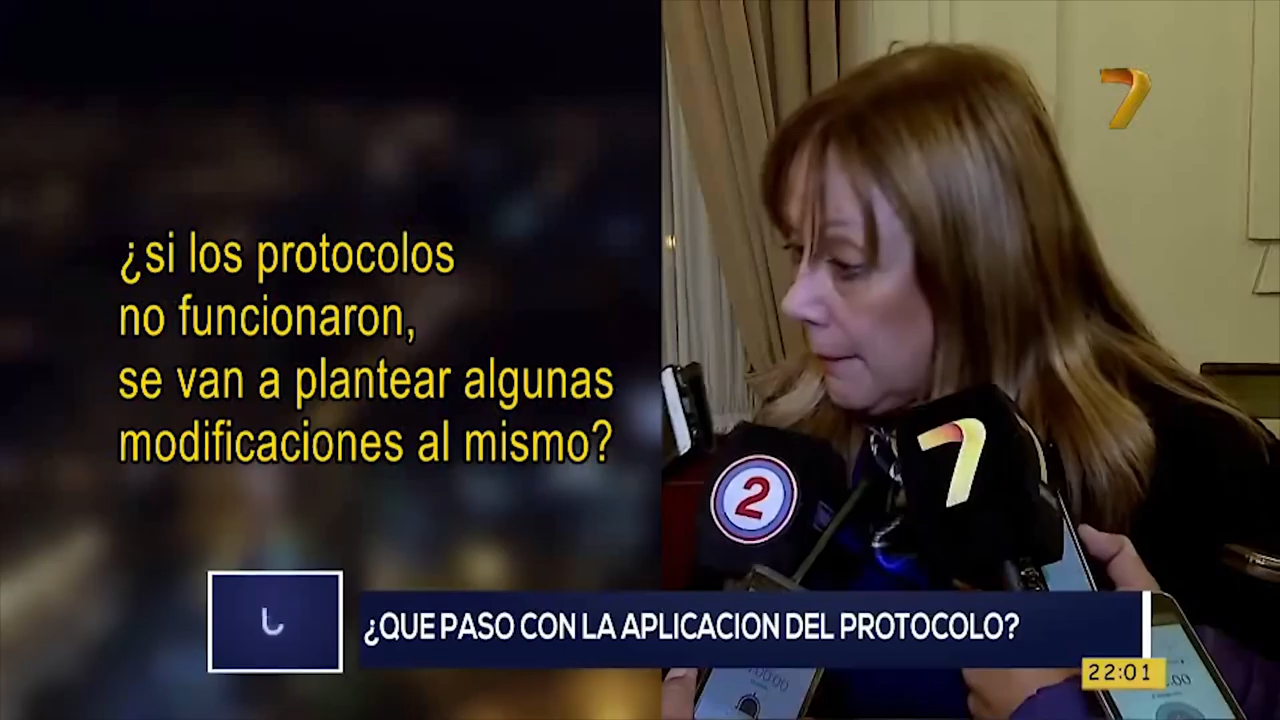 ¿si los protocolos
no funcionaron,
se van a plantear algunas
modificaciones al mismo?
7
2
7
¿QUE PASO CON LA APLICACION DEL PROTOCOLO?
22:01